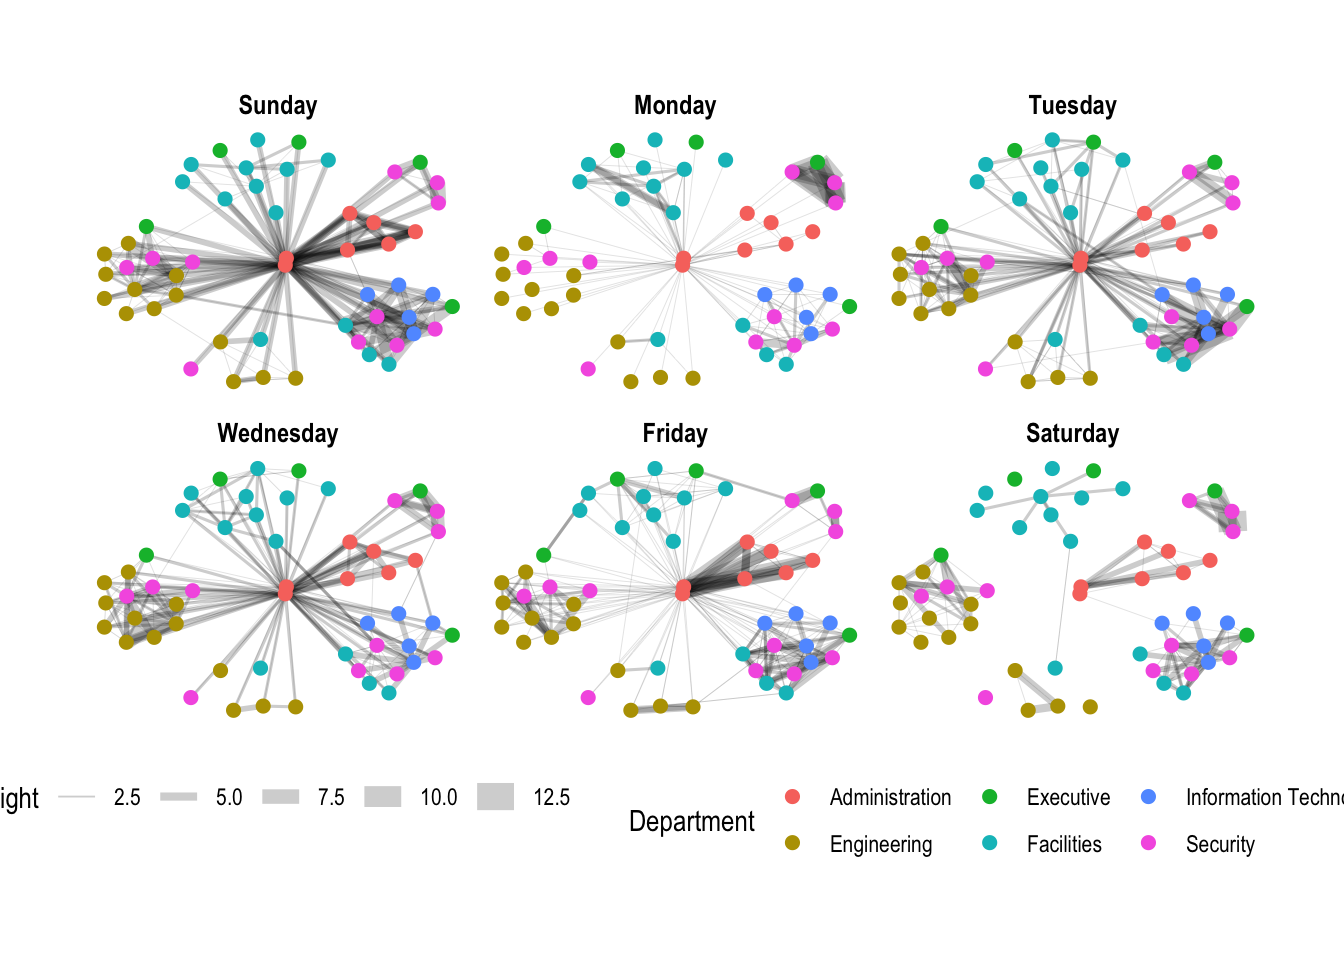 Sunday
Monday
Tuesday
Wednesday
Friday
Saturday
ight 2.5 5.0 7.5 10.0 12.5
Department
Administration Executive Information Techno
Engineering Facilities Security